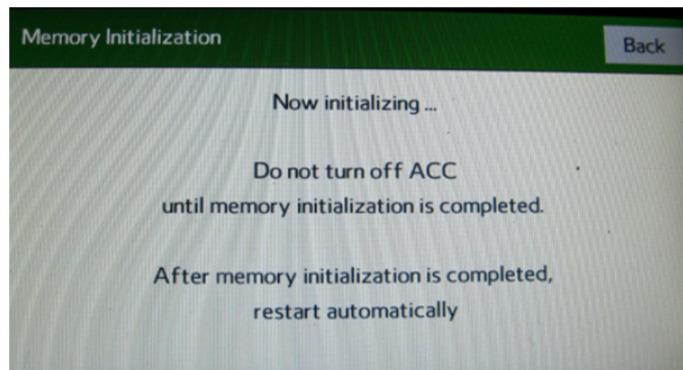 Memory Initialization
Back
Now initializing ...
Do not turn off ACC
until memory initialization is completed.
After memory initialization is completed,
restart automatically